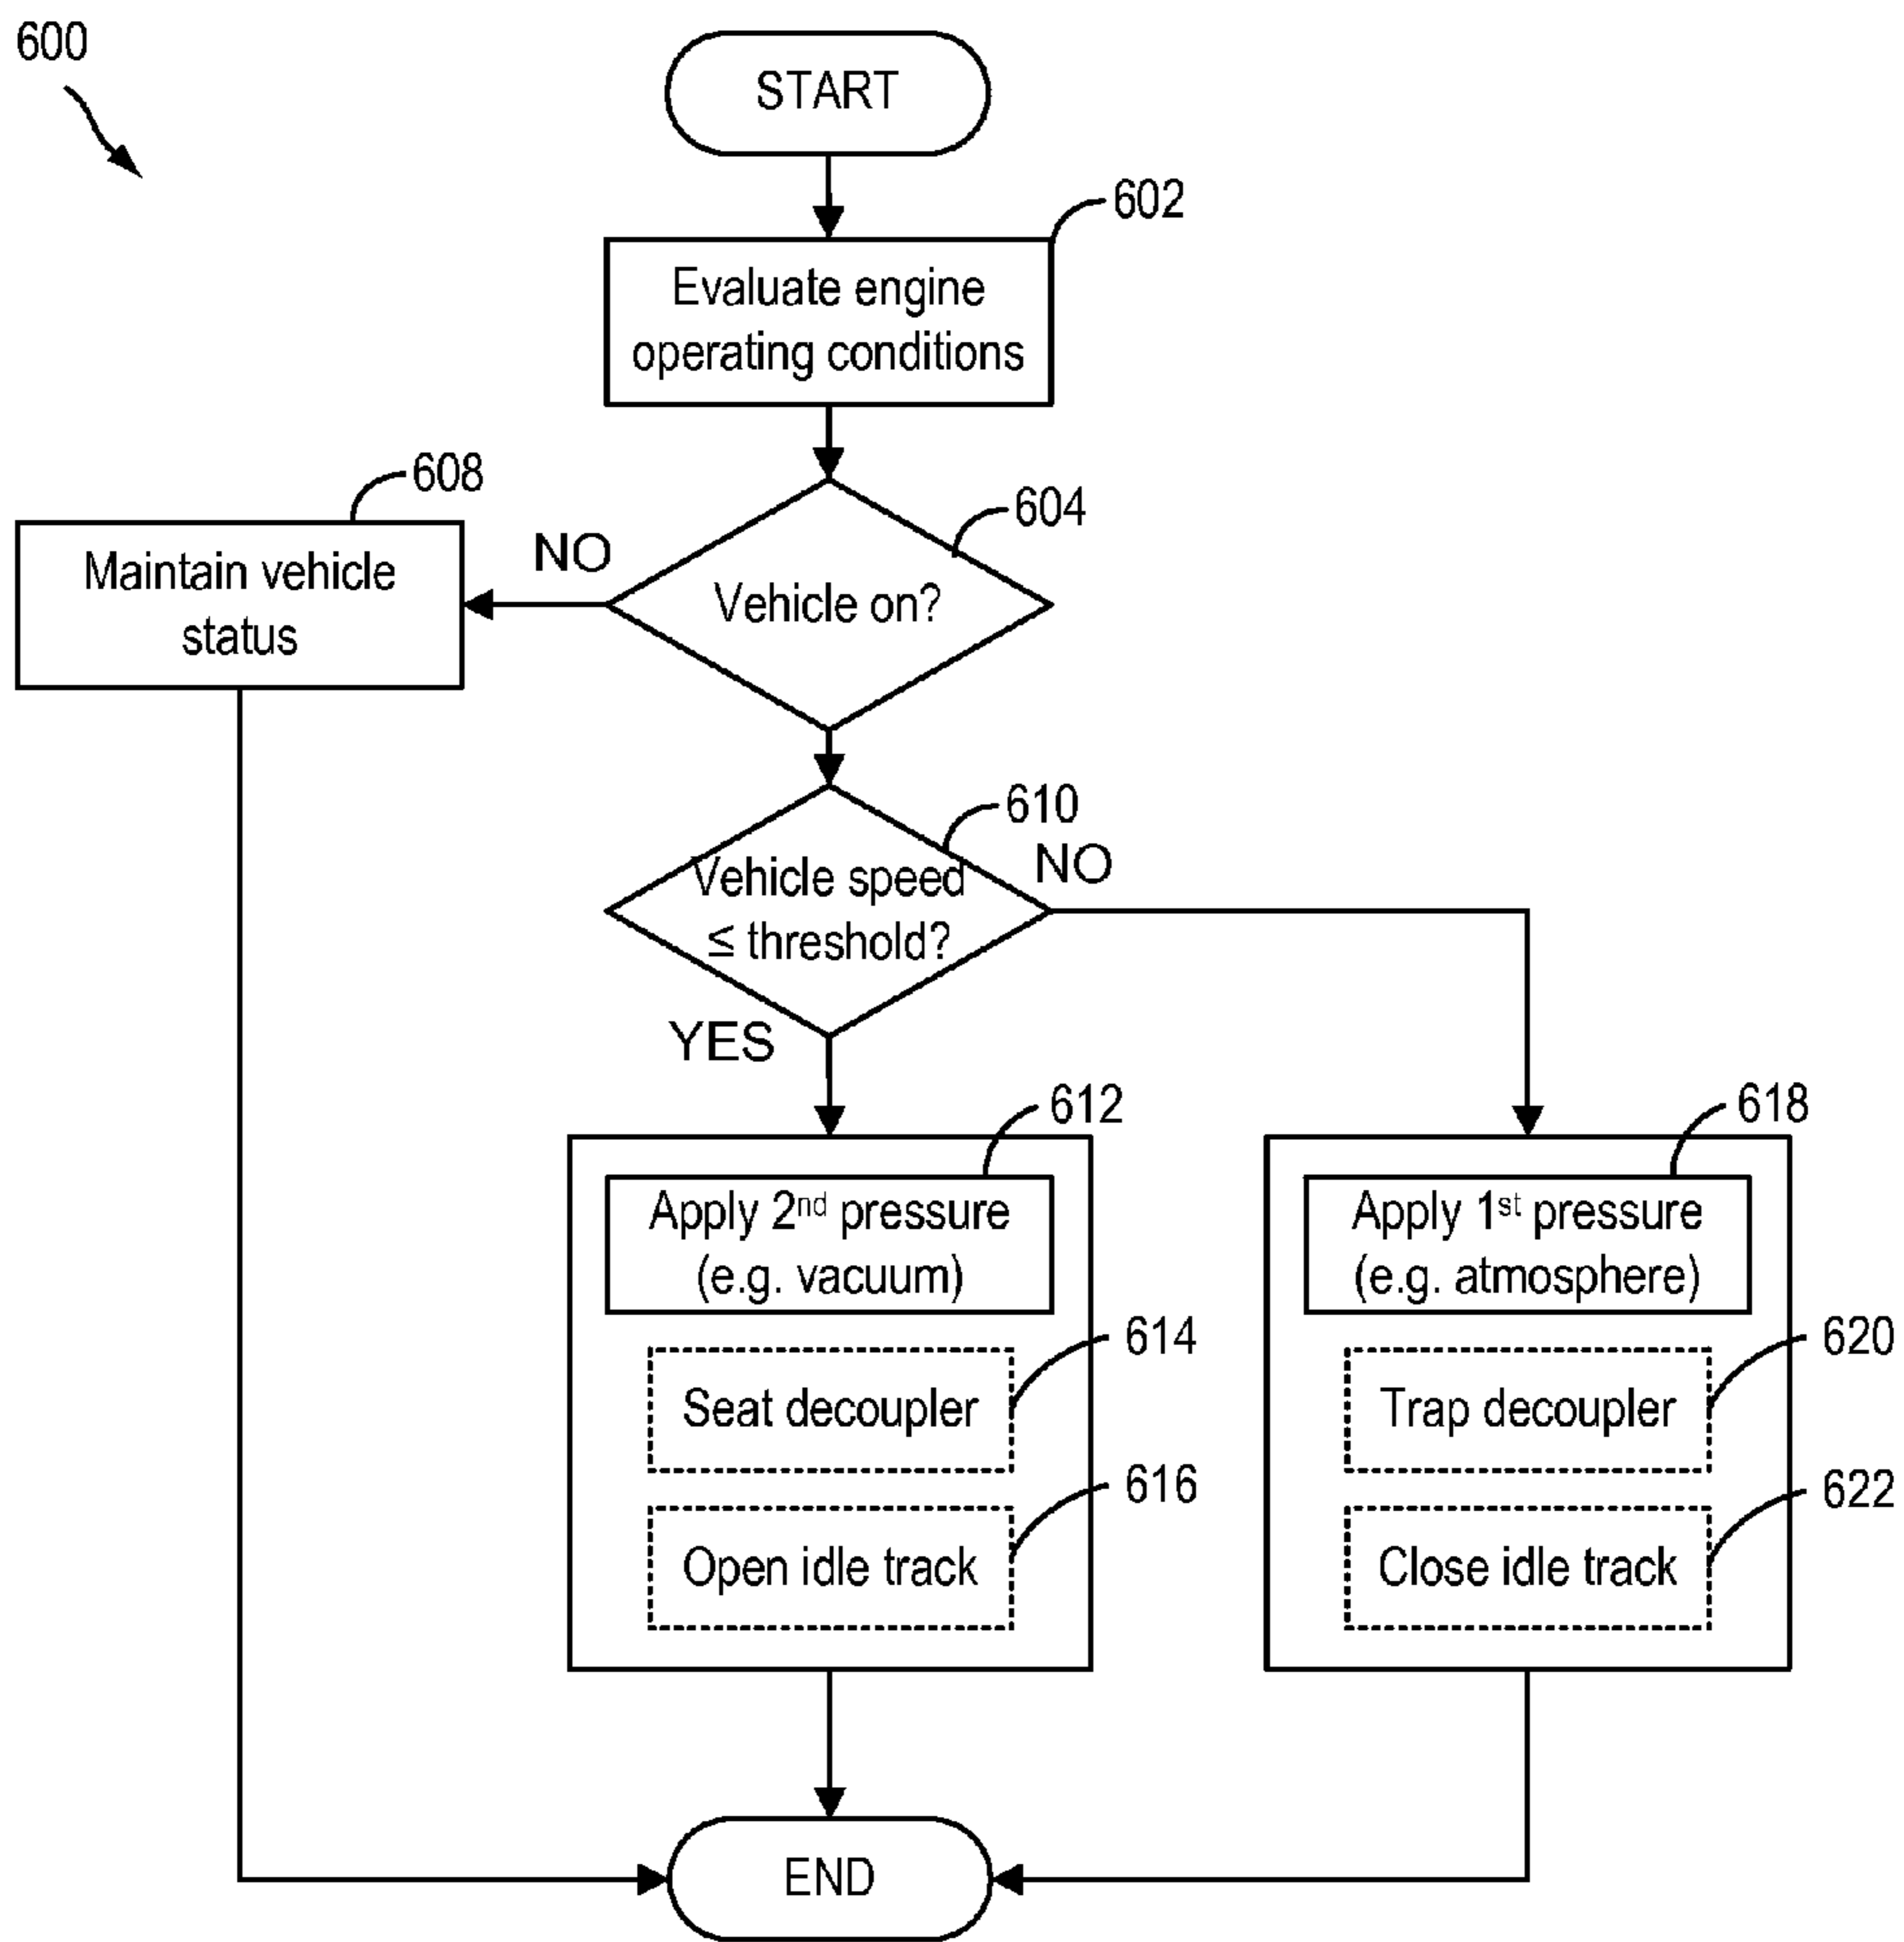 600
START
602
Evaluate engine
operating conditions
608
604
NO
Maintain vehicle
status
Vehicle on?
610
NO
Vehicle speed
≤ threshold?
YES
612
618
Apply 2nd pressure
(e.g. vacuum)
Apply 1st pressure
(e.g. atmosphere)
614
620
Seat decoupler
Trap decoupler
616
622
Open idle track
Close idle track
END